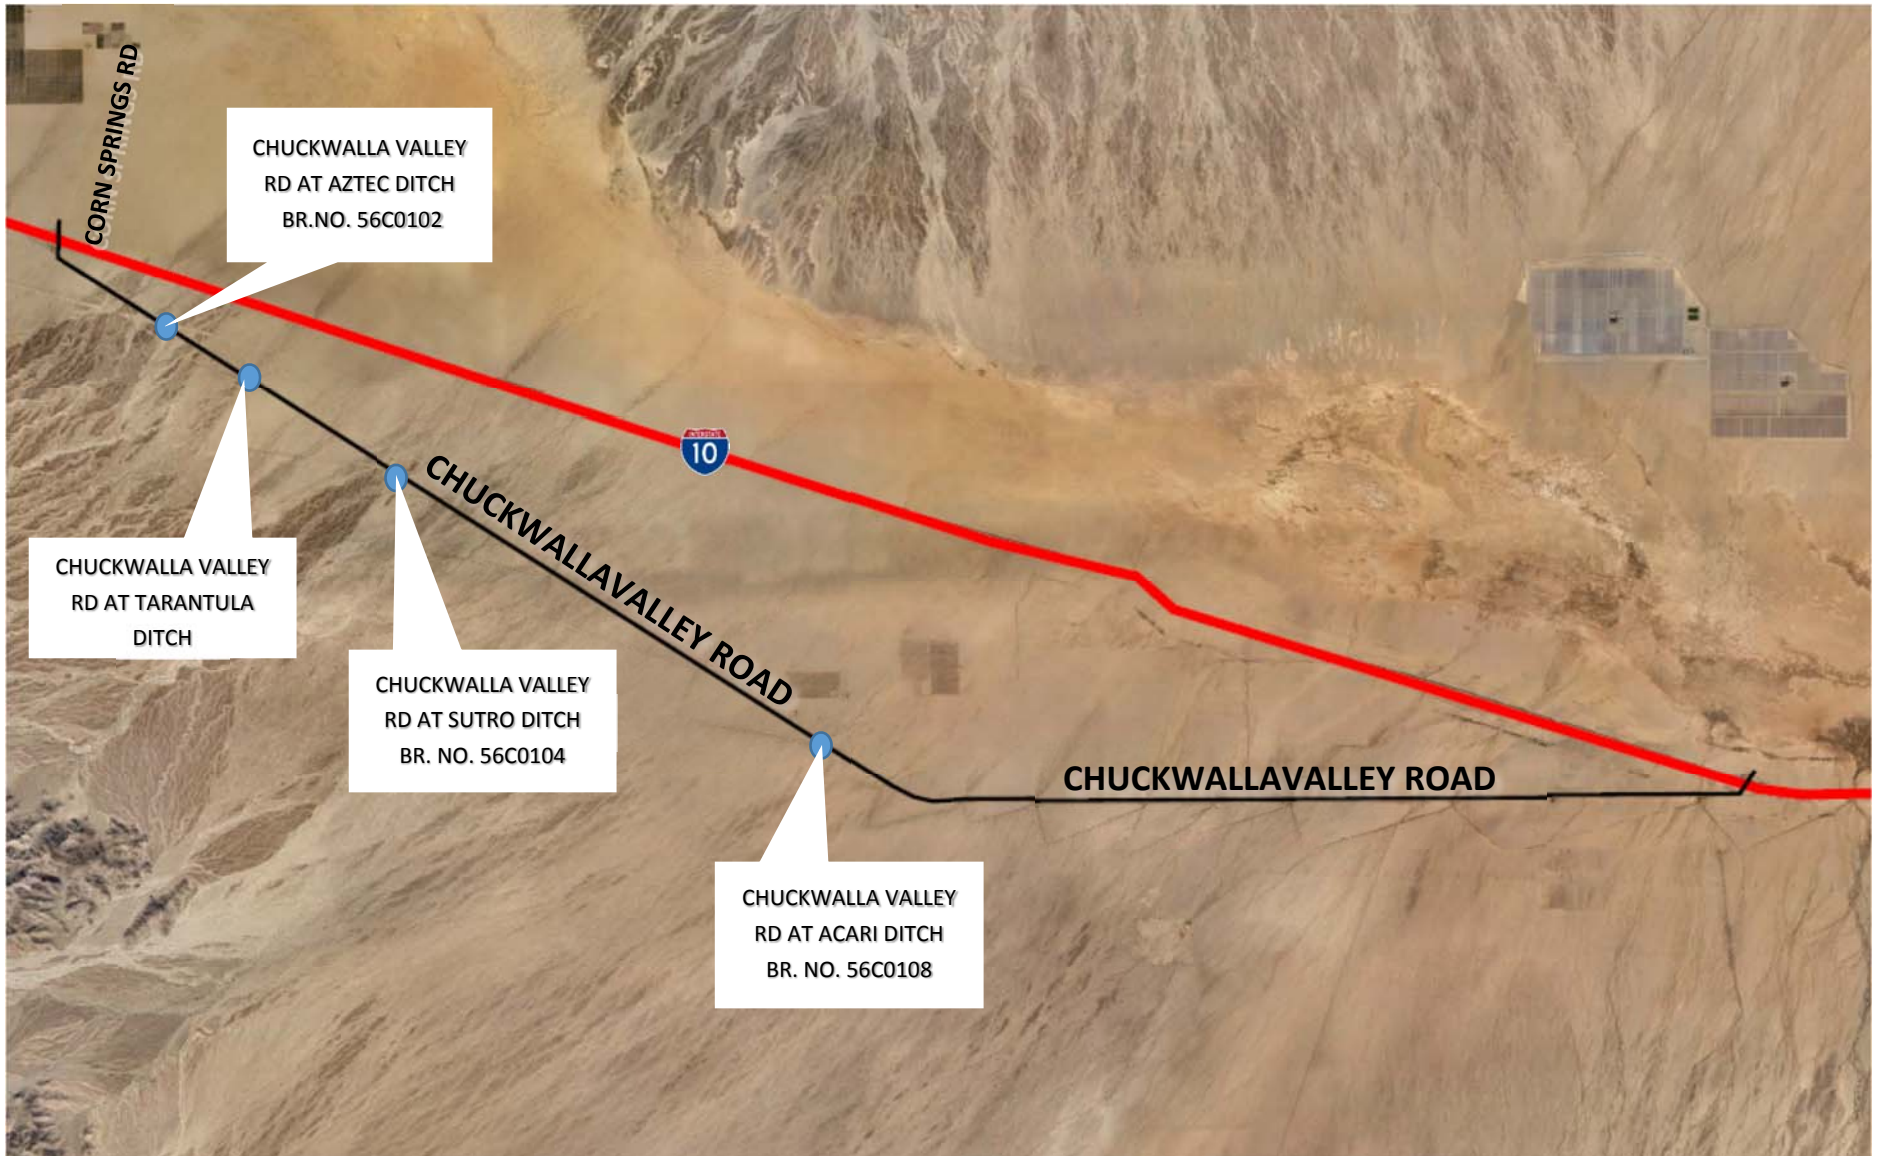 CORN SPRINGS RD
CHUCKWALLA VALLEY
RD AT AZTEC DITCH
BR.NO. 56C0102
INTERSTATE
10
CHUCKWALLAVALLEY ROAD
CHUCKWALLA VALLEY
RD AT TARANTULA
DITCH
CHUCKWALLA VALLEY
RD AT SUTRO DITCH
BR. NO. 56C0104
CHUCKWALLAVALLEY ROAD
CHUCKWALLA VALLEY
RD AT ACARI DITCH
BR. NO. 56C0108